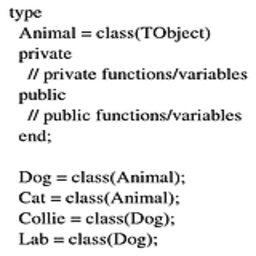 type
Animal = class(TObject)
private
// private functions/variables
public
// public functions/variables
end;
Dog = class(Animal);
Cat = class(Animal);
Collie = class(Dog);
Lab = class(Dog);